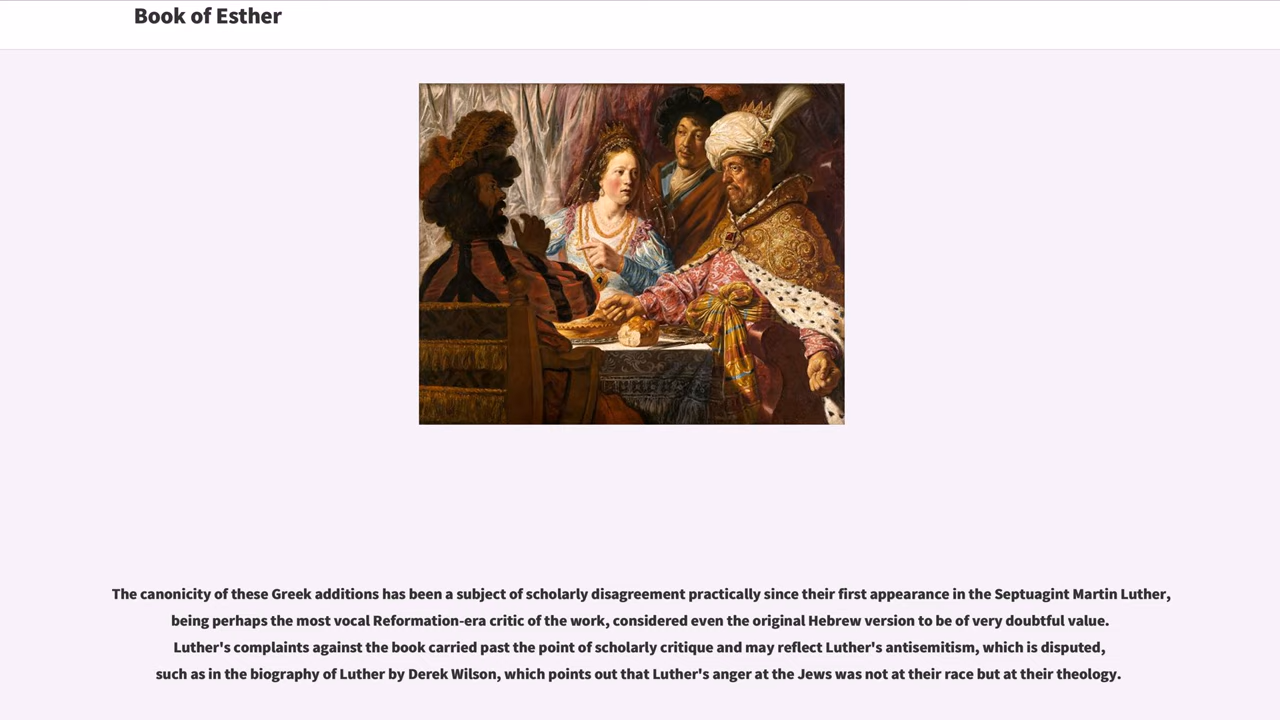 Book of Esther
The canonicity of these Greek additions has been a subject of scholarly disagreement practically since their first appearance in the Septuagint Martin Luther,
being perhaps the most vocal Reformation-era critic of the work, considered even the original Hebrew version to be of very doubtful value.
Luther's complaints against the book carried past the point of scholarly critique and may reflect Luther's antisemitism, which is disputed,
such as in the biography of Luther by Derek Wilson, which points out that Luther's anger at the Jews was not at their race but at their theology.